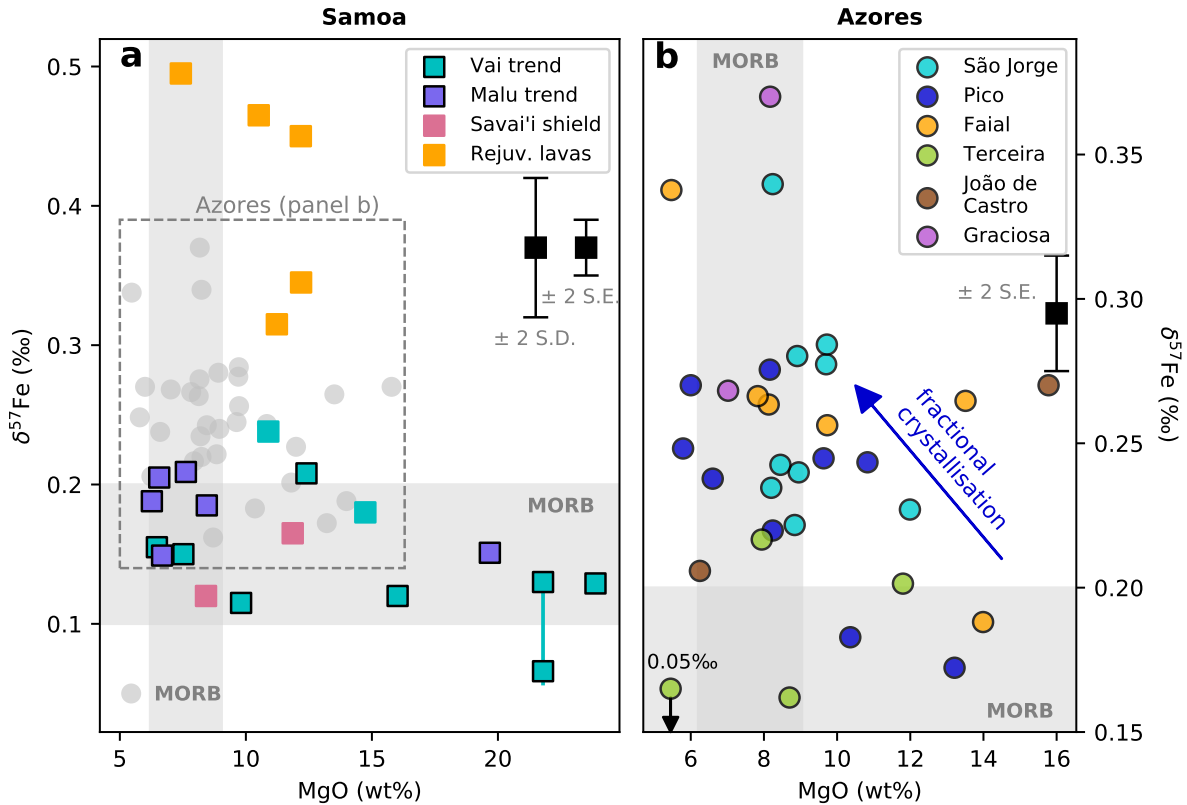 Samoa
Azores
a
Vai trend
Malu trend
Savai'i shield
Rejuv. lavas
Azores (panel b)
± 2 S.E.
± 2 S.D.
MORB
MORB
0.5
0.4
0.3
0.2
0.1
δ⁵⁷Fe (‰)
5
10
15
20
MgO (wt%)
b
MORB
São Jorge
Pico
Faial
Terceira
João de
Castro
Graciosa
± 2 S.E.
fractional
crystallisation
0.05‰
MORB
0.35
0.30
0.25
0.20
0.15
δ⁵⁷Fe (‰)
6
8
10
12
14
16
MgO (wt%)